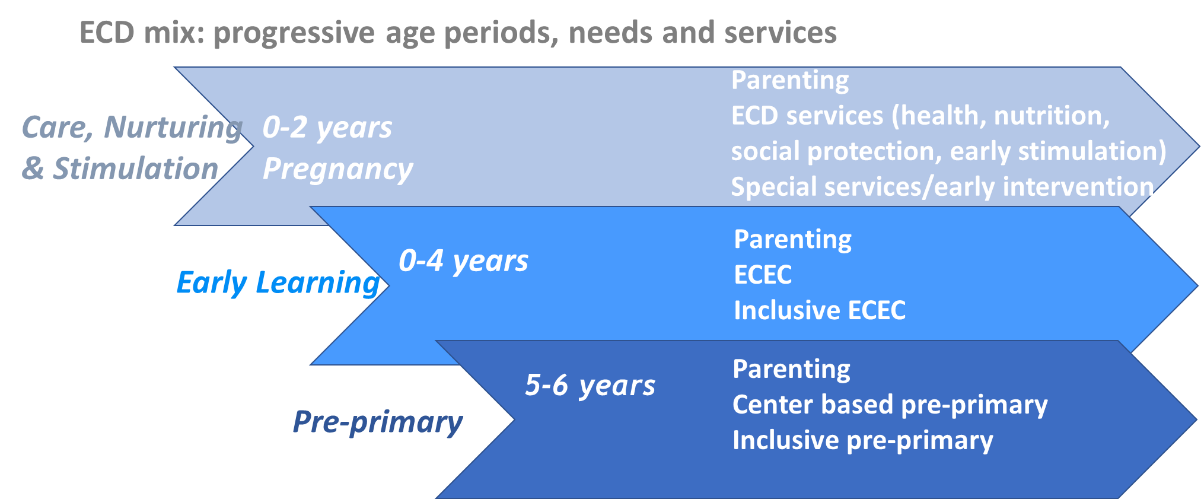 ECD mix: progressive age periods, needs and services
Care, Nurturing
& Stimulation
0-2 years
Pregnancy
Parenting
ECD services (health, nutrition,
social protection, early stimulation)
Special services/early intervention
Early Learning
0-4 years
Parenting
ECEC
Inclusive ECEC
Pre-primary
5-6 years
Parenting
Center based pre-primary
Inclusive pre-primary